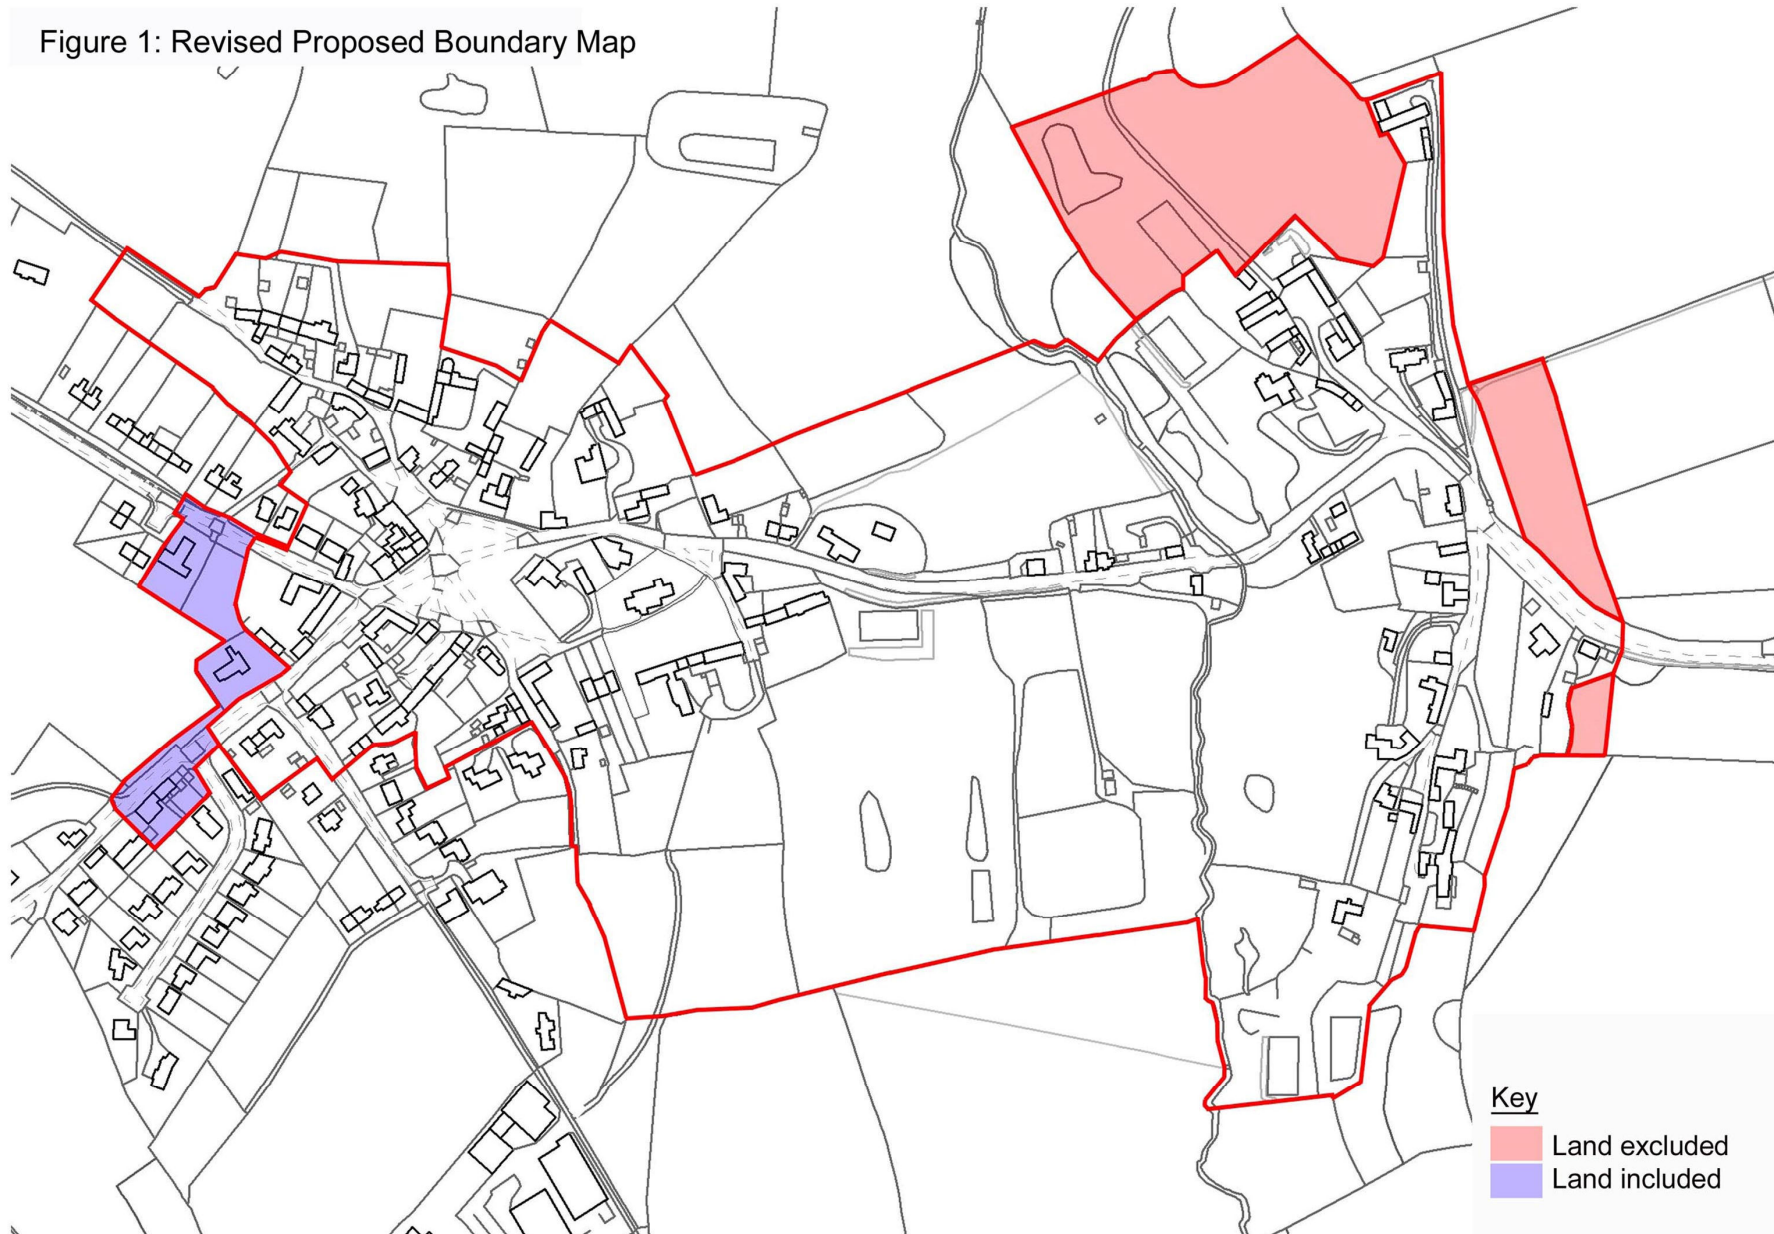 Figure 1: Revised Proposed Boundary Map
Key
Land excluded
Land included